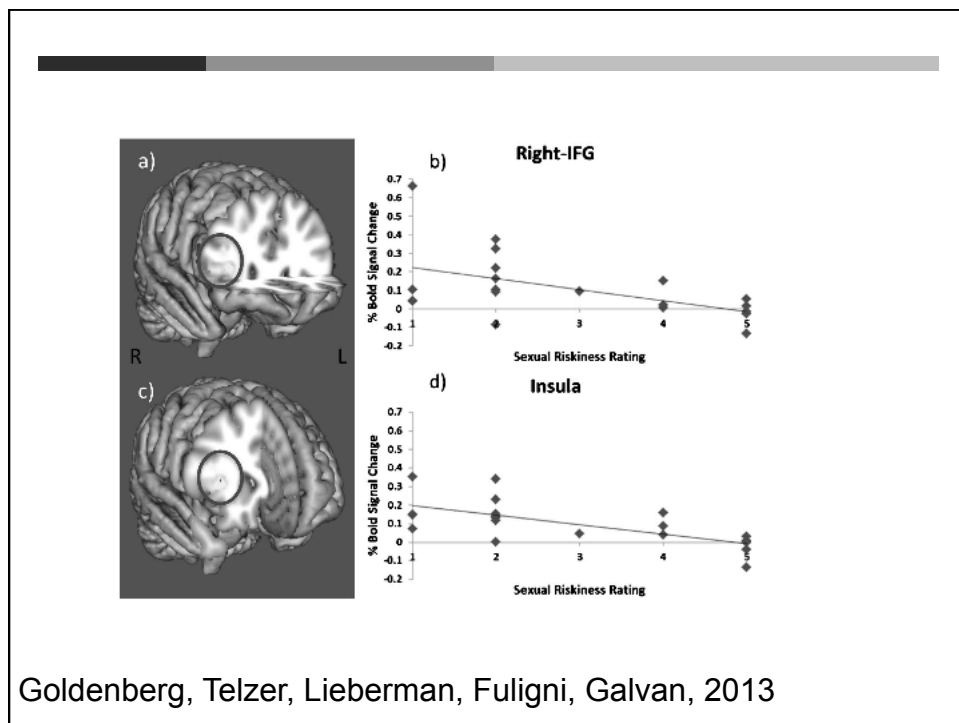 a)
R L
c)
b)
Right-IFG
% Bold Signal Change
0.7
0.6
0.5
0.4
0.3
0.2
0.1
0
-0.1
-0.2
1 2 3 4 5
Sexual Riskiness Rating
d)
Insula
% Bold Signal Change
0.7
0.6
0.5
0.4
0.3
0.2
0.1
0
-0.1
-0.2
1 2 3 4 5
Sexual Riskiness Rating
Goldenberg, Telzer, Lieberman, Fuligni, Galvan, 2013